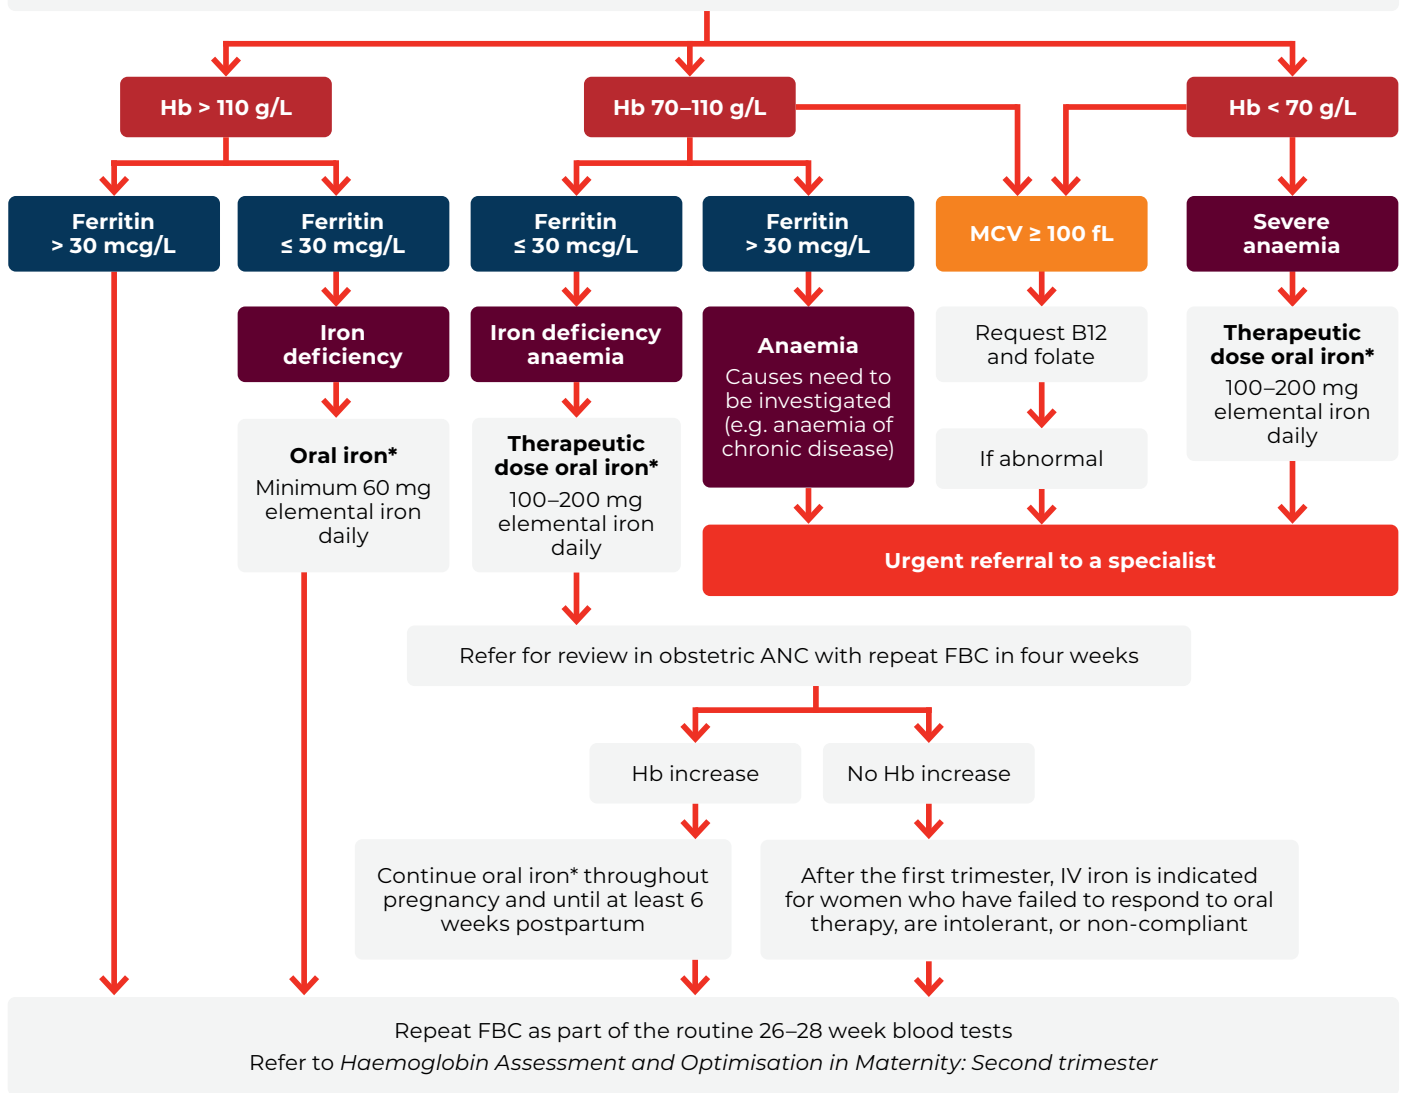 Hb > 110 g/L
Hb 70–110 g/L
Hb < 70 g/L
Ferritin
> 30 mcg/L
Ferritin
≤ 30 mcg/L
Ferritin
≤ 30 mcg/L
Ferritin
> 30 mcg/L
MCV ≥ 100 fL
Severe
anaemia
Iron
deficiency
Iron deficiency
anaemia
Anaemia
Causes need to
be investigated
(e.g. anaemia of
chronic disease)
Request B12
and folate
Therapeutic
dose oral iron*
100–200 mg
elemental iron
daily
Oral iron*
Minimum 60 mg
elemental iron
daily
Therapeutic
dose oral iron*
100–200 mg
elemental iron
daily
If abnormal
Urgent referral to a specialist
Refer for review in obstetric ANC with repeat FBC in four weeks
Hb increase
No Hb increase
Continue oral iron* throughout
pregnancy and until at least 6
weeks postpartum
After the first trimester, IV iron is indicated
for women who have failed to respond to oral
therapy, are intolerant, or non-compliant
Repeat FBC as part of the routine 26–28 week blood tests
Refer to Haemoglobin Assessment and Optimisation in Maternity: Second trimester